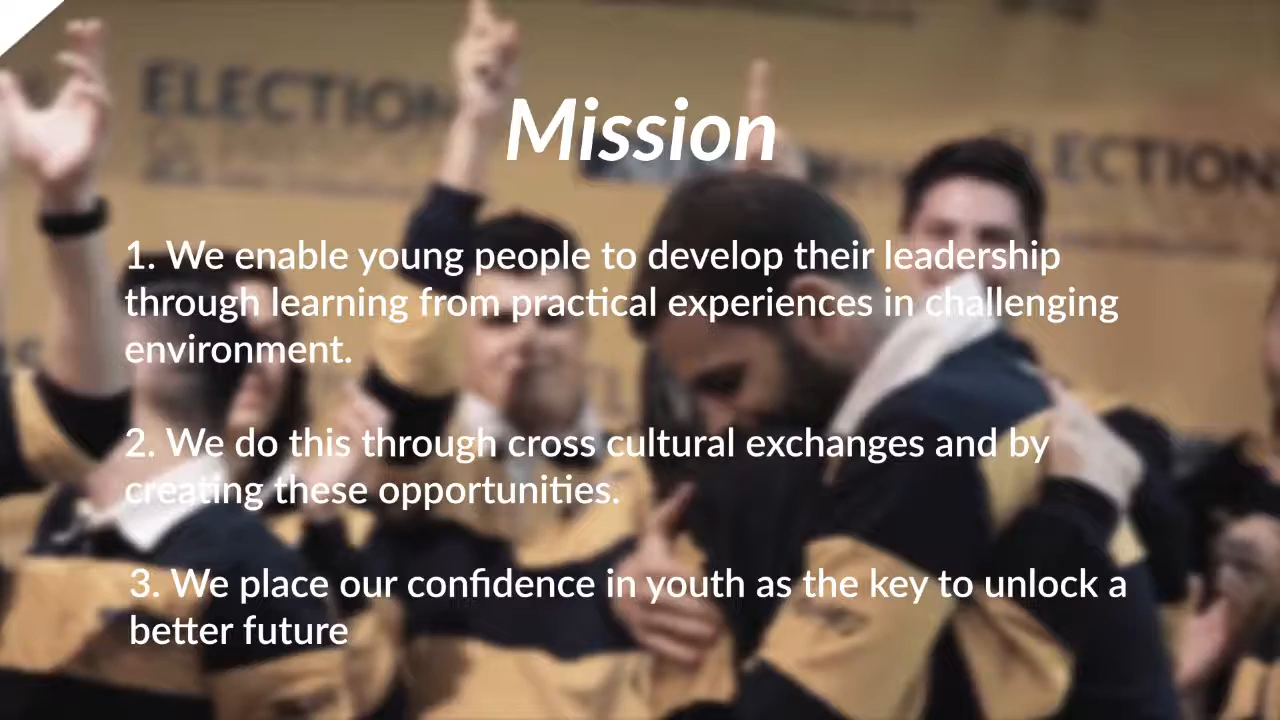 ELECTION
Mission
ELECTION
1. We enable young people to develop their leadership
through learning from practical experiences in challenging
environment.
2. We do this through cross cultural exchanges and by
creating these opportunities.
3. We place our confidence in youth as the key to unlock a
better future